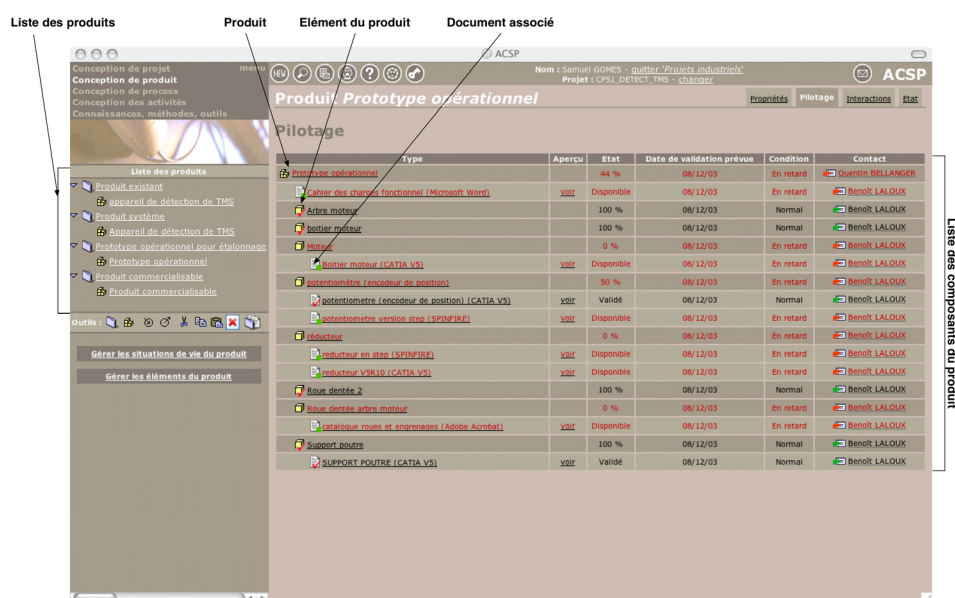 Liste des produits Produit Elément du produit Document associé
ACSP
Conception de projet menu
Conception de produit
Conception de process
Conception des activités
Connaissances, méthodes, outils
NEW ?
Nom : Samuel GOMES - quitter 'Projets industriels'
Projet : CPS1_DETECT_TMS - changer
ACSP
Produit Prototype opérationnel
Propriétés Pilotage Interactions Etat
Pilotage
Liste des produits
Produit existant
appareil de détection de TMS
Produit système
Appareil de détection de TMS
Prototype opérationnel pour étalonnage
Prototype opérationnel
Produit commercialisable
Produit commercialisable
Outils :
Gérer les situations de vie du produit
Gérer les éléments du produit
Type Aperçu Etat Date de validation prévue Condition Contact
Prototype opérationnel 44 % 08/12/03 En retard Quentin BELLANGER
Cahier des charges fonctionnel (Microsoft Word) voir Disponible 08/12/03 En retard Benoît LALOUX
Arbre moteur 100 % 08/12/03 Normal Benoît LALOUX
boitier moteur 100 % 08/12/03 Normal Benoît LALOUX
Moteur 0 % 08/12/03 En retard Benoît LALOUX
Boitier moteur (CATIA V5) voir Disponible 08/12/03 En retard Benoît LALOUX
potentiomètre (encodeur de position) 50 % 08/12/03 En retard Benoît LALOUX
potentiometre (encodeur de position) (CATIA V5) voir Validé 08/12/03 Normal Benoît LALOUX
potentiometre version step (SPINFIRE) voir Disponible 08/12/03 En retard Benoît LALOUX
réducteur 0 % 08/12/03 En retard Benoît LALOUX
reducteur en step (SPINFIRE) voir Disponible 08/12/03 En retard Benoît LALOUX
reducteur V5R10 (CATIA V5) voir Disponible 08/12/03 En retard Benoît LALOUX
Roue dentée 2 100 % 08/12/03 Normal Benoît LALOUX
Roue dentée arbre moteur 0 % 08/12/03 En retard Benoît LALOUX
catalogue roues et engrenages (Adobe Acrobat) voir Disponible 08/12/03 En retard Benoît LALOUX
Support poutre 100 % 08/12/03 Normal Benoît LALOUX
SUPPORT POUTRE (CATIA V5) voir Validé 08/12/03 Normal Benoît LALOUX
Liste des composants du produit